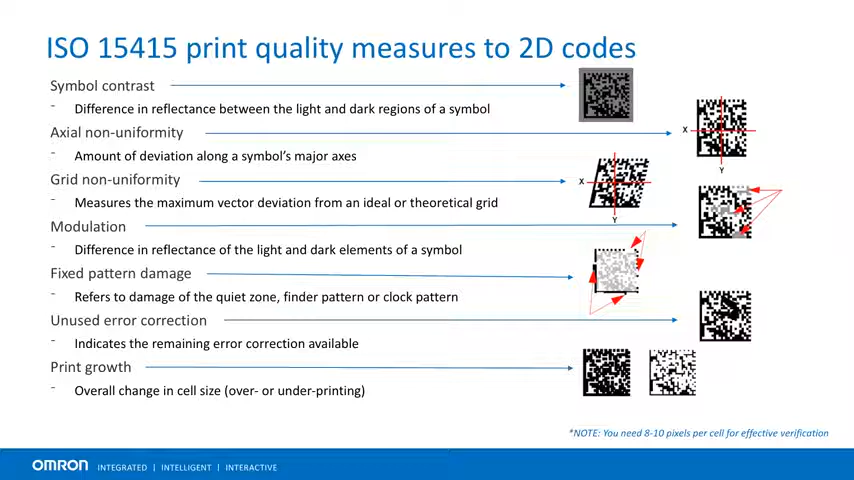 ISO 15415 print quality measures to 2D codes
Symbol contrast
- Difference in reflectance between the light and dark regions of a symbol
Axial non-uniformity
- Amount of deviation along a symbol's major axes
Grid non-uniformity
- Measures the maximum vector deviation from an ideal or theoretical grid
Modulation
- Difference in reflectance of the light and dark elements of a symbol
Fixed pattern damage
- Refers to damage of the quiet zone, finder pattern or clock pattern
Unused error correction
- Indicates the remaining error correction available
Print growth
- Overall change in cell size (over- or under-printing)
X
Y
X
Y
*NOTE: You need 8-10 pixels per cell for effective verification
OMRON INTEGRATED | INTELLIGENT | INTERACTIVE